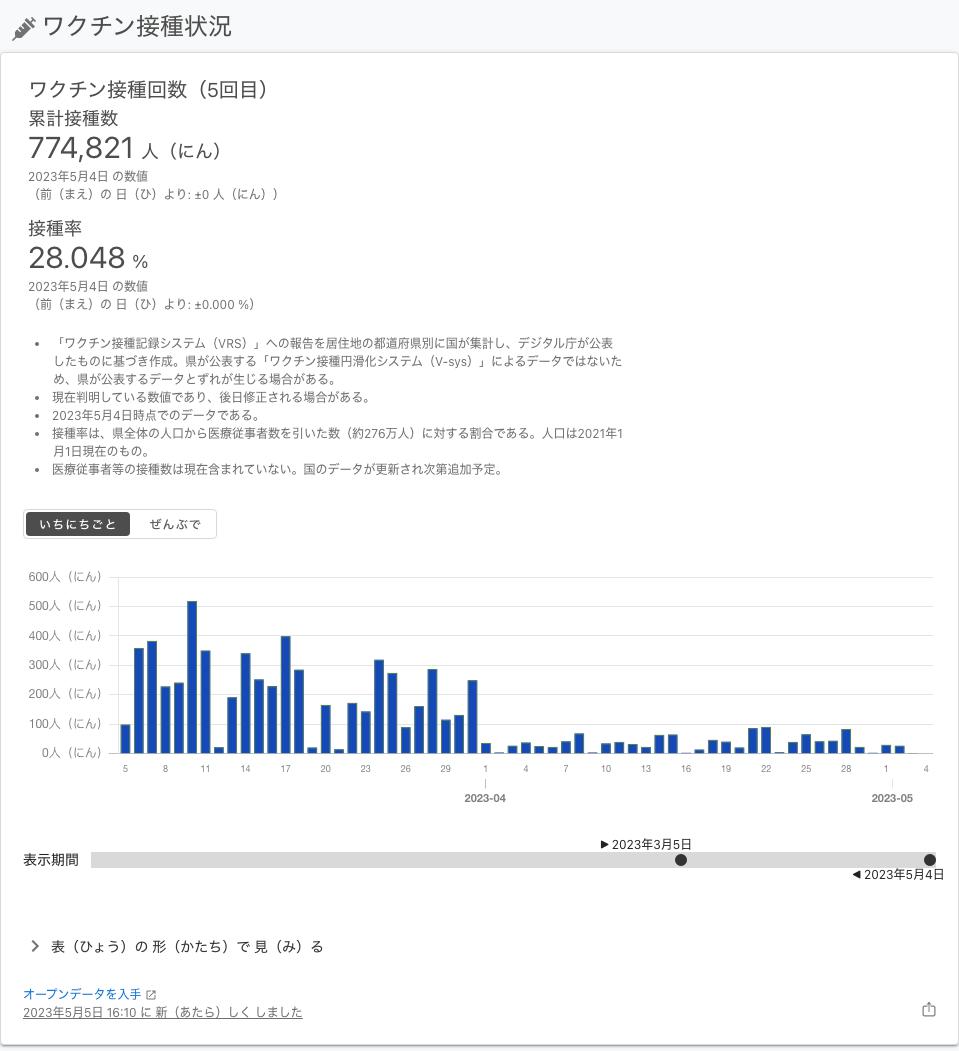 ワクチン接種状況
ワクチン接種回数（5回目）
累計接種数
774,821 人（にん）
2023年5月4日 の数値
（前（まえ）の 日（ひ）より: ±0 人（にん））
接種率
28.048 %
2023年5月4日 の数値
（前（まえ）の 日（ひ）より: ±0.000 %）
• 「ワクチン接種記録システム（VRS）」への報告を居住地の都道府県別に国が集計し、デジタル庁が公表
したものに基づき作成。県が公表する「ワクチン接種円滑化システム（V-sys）」によるデータではないた
め、県が公表するデータとずれが生じる場合がある。
• 現在判明している数値であり、後日修正される場合がある。
• 2023年5月4日時点でのデータである。
• 接種率は、県全体の人口から医療従事者数を引いた数（約276万人）に対する割合である。人口は2021年1
月1日現在のもの。
• 医療従事者等の接種数は現在含まれていない。国のデータが更新され次第追加予定。
いちにちごと ぜんぶで
600人（にん）
500人（にん）
400人（にん）
300人（にん）
200人（にん）
100人（にん）
0人（にん）
5 8 11 14 17 20 23 26 29 1 4 7 10 13 16 19 22 25 28 1 4
2023-04 2023-05
▶ 2023年3月5日
表示期間
◀ 2023年5月4日
表（ひょう）の 形（かたち）で 見（み）る
オープンデータを入手
2023年5月5日 16:10 に 新（あたら）しく しました